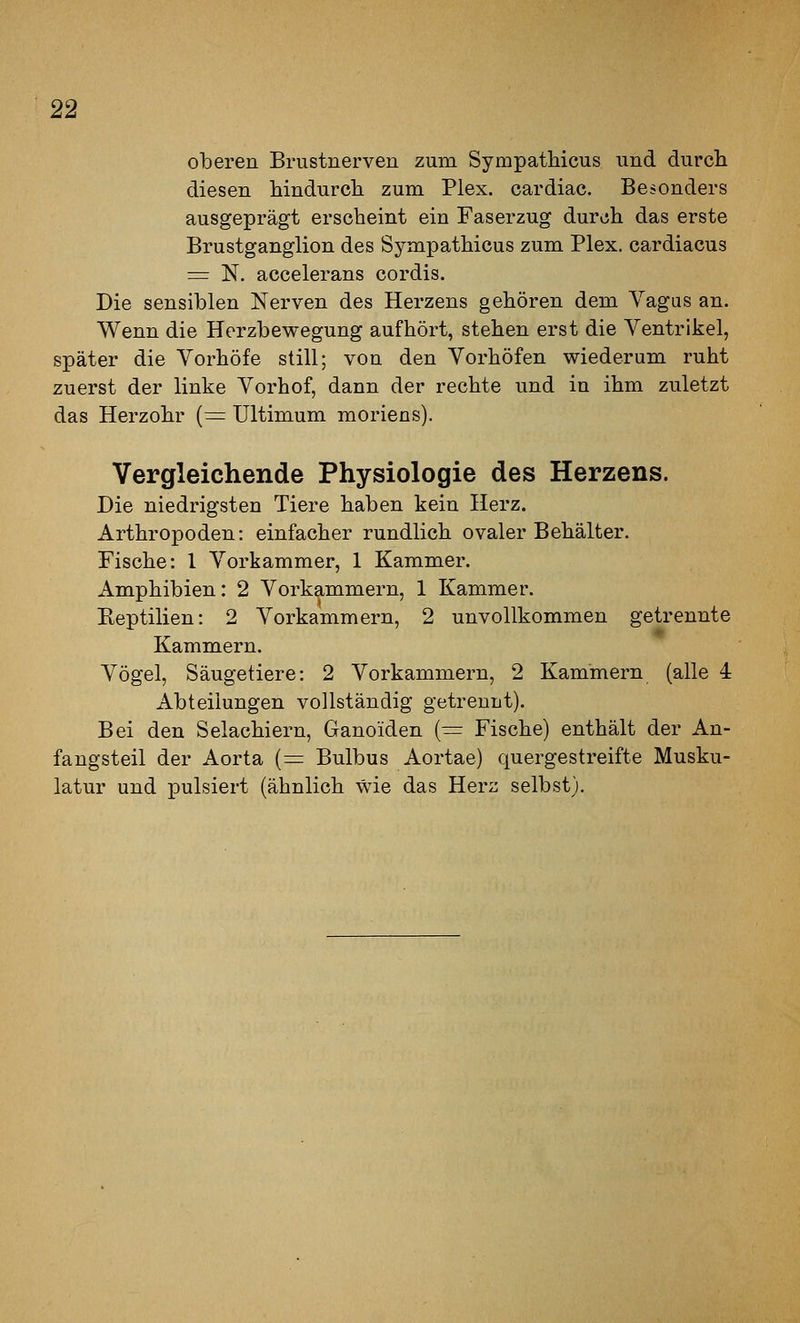 22
oberen Brustnerven zum Sympathicus und durch
diesen hindurch zum Plex. cardiac. Besonders
ausgeprägt erscheint ein Faserzug durch das erste
Brustganglion des Sympathicus zum Plex. cardiacus
= N. accelerans cordis.
Die sensiblen Nerven des Herzens gehören dem Vagus an.
Wenn die Herzbewegung aufhört, stehen erst die Ventrikel,
später die Vorhöfe still; von den Vorhöfen wiederum ruht
zuerst der linke Vorhof, dann der rechte und in ihm zuletzt
das Herzohr (= Ultimum moriens).
Vergleichende Physiologie des Herzens.
Die niedrigsten Tiere haben kein Herz.
Arthropoden: einfacher rundlich ovaler Behälter.
Fische: 1 Vorkammer, 1 Kammer.
Amphibien: 2 Vorkammern, 1 Kammer.
Reptilien: 2 Vorkammern, 2 unvollkommen getrennte
Kammern.
Vögel, Säugetiere: 2 Vorkammern, 2 Kammern (alle 4
Abteilungen vollständig getrennt).
Bei den Selachiern, Ganoïden (= Fische) enthält der An-
fangsteil der Aorta (= Bulbus Aortae) quergestreifte Musku-
latur und pulsiert (ähnlich wie das Herz selbst).